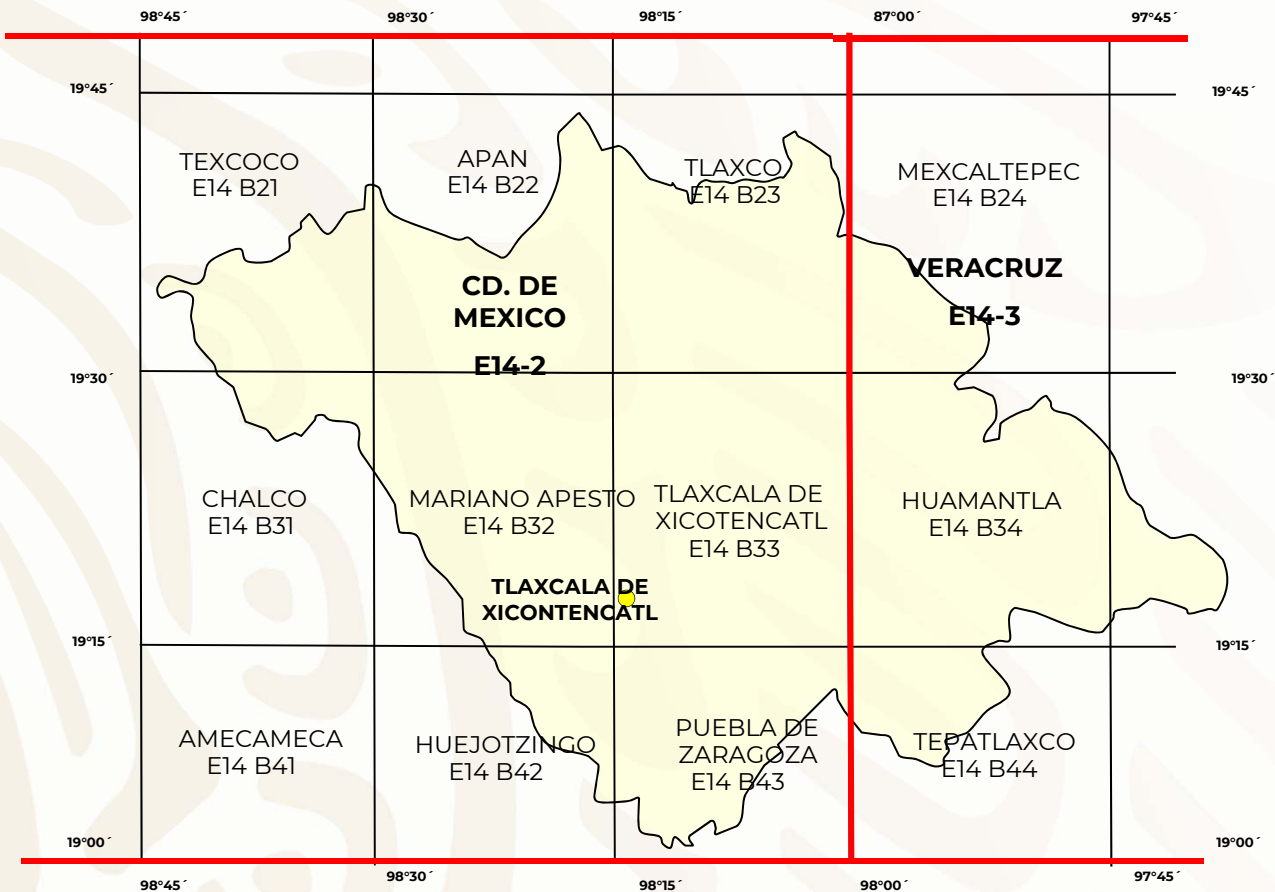 98°45´
98°30´
98°15´
87°00´
97°45´
19°45´
19°45´
TEXCOCO
E14 B21
APAN
E14 B22
TLAXCO
E14 B23
MEXCALTEPEC
E14 B24
CD. DE
MEXICO
E14-2
VERACRUZ
E14-3
19°30´
19°30´
CHALCO
E14 B31
MARIANO APESTO
E14 B32
TLAXCALA DE
XICOTENCATL
E14 B33
HUAMANTLA
E14 B34
TLAXCALA DE
XICONTENCATL
19°15´
19°15´
AMECAMECA
E14 B41
HUEJOTZINGO
E14 B42
PUEBLA DE
ZARAGOZA
E14 B43
TEPATLAXCO
E14 B44
19°00´
19°00´
98°45´
98°30´
98°15´
98°00´
97°45´